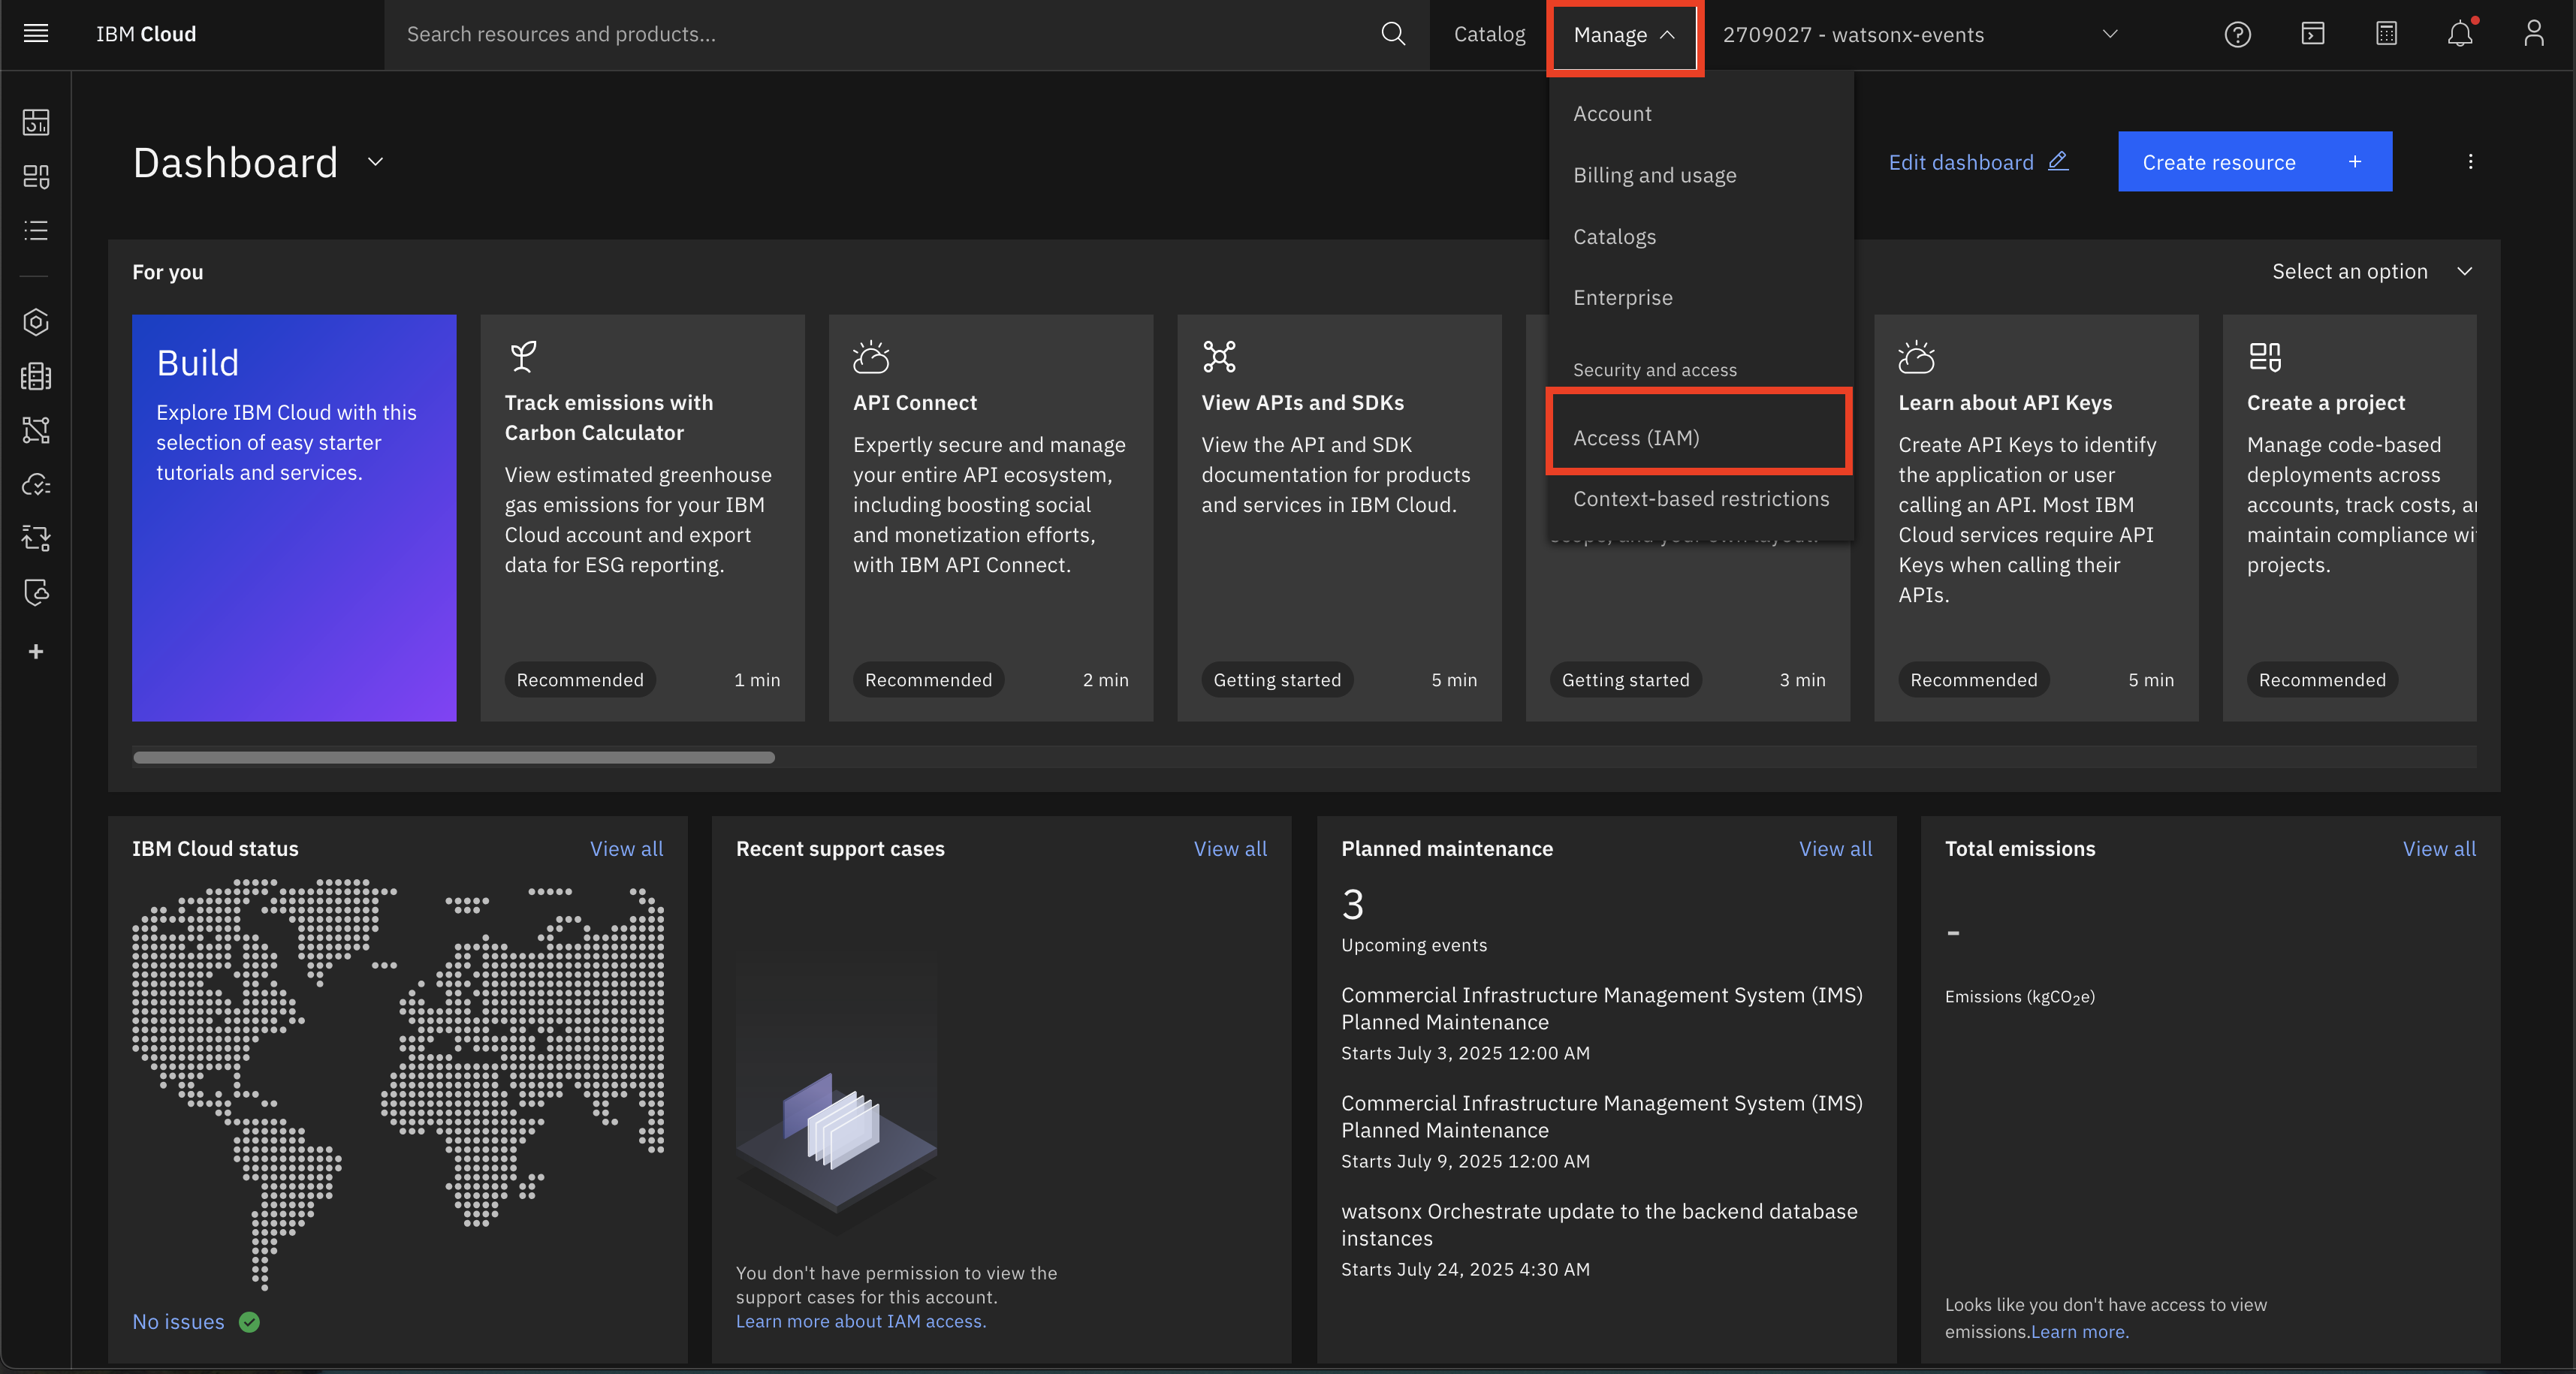 IBM Cloud
Search resources and products...
Catalog
Manage
2709027 - watsonx-events
Account
Billing and usage
Catalogs
Enterprise
Security and access
Access (IAM)
Context-based restrictions
Dashboard
Edit dashboard
Create resource +
For you
Select an option
Build
Explore IBM Cloud with this
selection of easy starter
tutorials and services.
Track emissions with
Carbon Calculator
View estimated greenhouse
gas emissions for your IBM
Cloud account and export
data for ESG reporting.
Recommended
1 min
API Connect
Expertly secure and manage
your entire API ecosystem,
including boosting social
and monetization efforts,
with IBM API Connect.
Recommended
2 min
View APIs and SDKs
View the API and SDK
documentation for products
and services in IBM Cloud.
Getting started
5 min
Getting started
3 min
Learn about API Keys
Create API Keys to identify
the application or user
calling an API. Most IBM
Cloud services require API
Keys when calling their
APIs.
Recommended
5 min
Create a project
Manage code-based
deployments across
accounts, track costs,
maintain compliance
projects.
Recommended
IBM Cloud status
View all
No issues
Recent support cases
View all
You don't have permission to view the
support cases for this account.
Learn more about IAM access.
Planned maintenance
View all
3
Upcoming events
Commercial Infrastructure Management System (IMS)
Planned Maintenance
Starts July 3, 2025 12:00 AM
Commercial Infrastructure Management System (IMS)
Planned Maintenance
Starts July 9, 2025 12:00 AM
watsonx Orchestrate update to the backend database
instances
Starts July 24, 2025 4:30 AM
Total emissions
View all
-
Emissions (kgCO₂e)
Looks like you don't have access to view
emissions.Learn more.